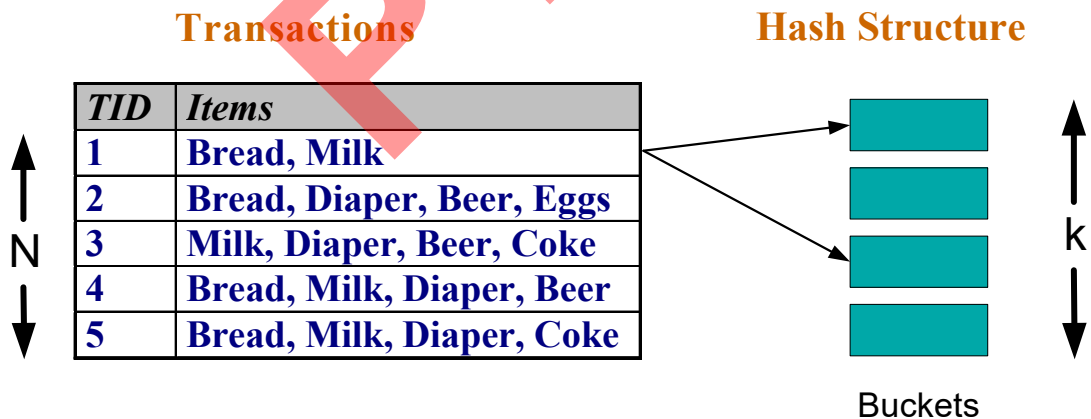 Transactions
Hash Structure
TID Items
1 Bread, Milk
2 Bread, Diaper, Beer, Eggs
3 Milk, Diaper, Beer, Coke
4 Bread, Milk, Diaper, Beer
5 Bread, Milk, Diaper, Coke
N
k
Buckets